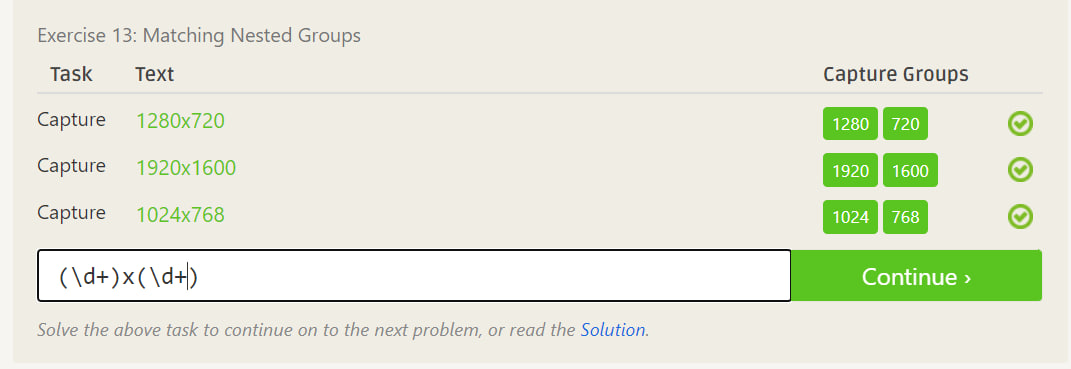 Exercise 13: Matching Nested Groups
Task Text Capture Groups
Capture 1280x720 1280 720
Capture 1920x1600 1920 1600
Capture 1024x768 1024 768
(\d+)x(\d+) Continue ›
Solve the above task to continue on to the next problem, or read the Solution.